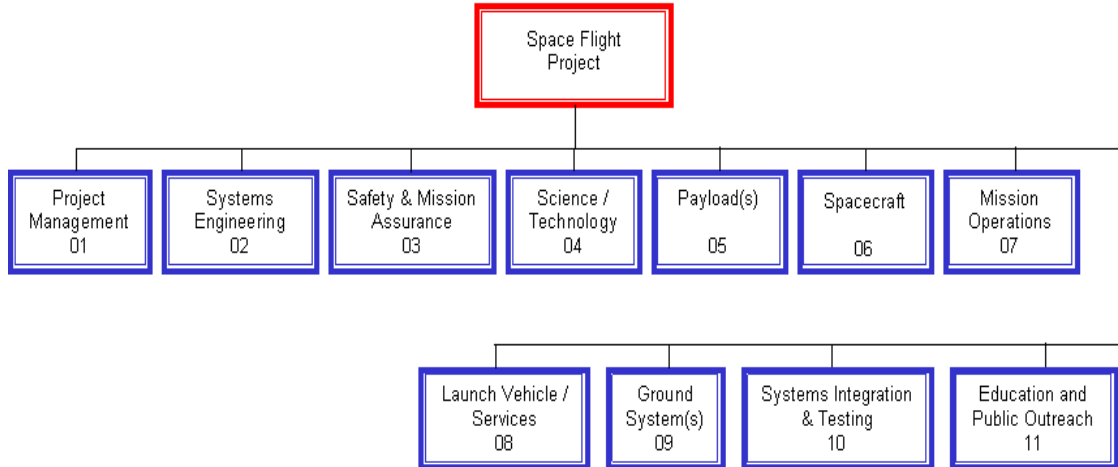 Space Flight
Project
Project
Management
01
Systems
Engineering
02
Safety & Mission
Assurance
03
Science /
Technology
04
Payload(s)
05
Spacecraft
06
Mission
Operations
07
Launch Vehicle /
Services
08
Ground
System(s)
09
Systems Integration
& Testing
10
Education and
Public Outreach
11